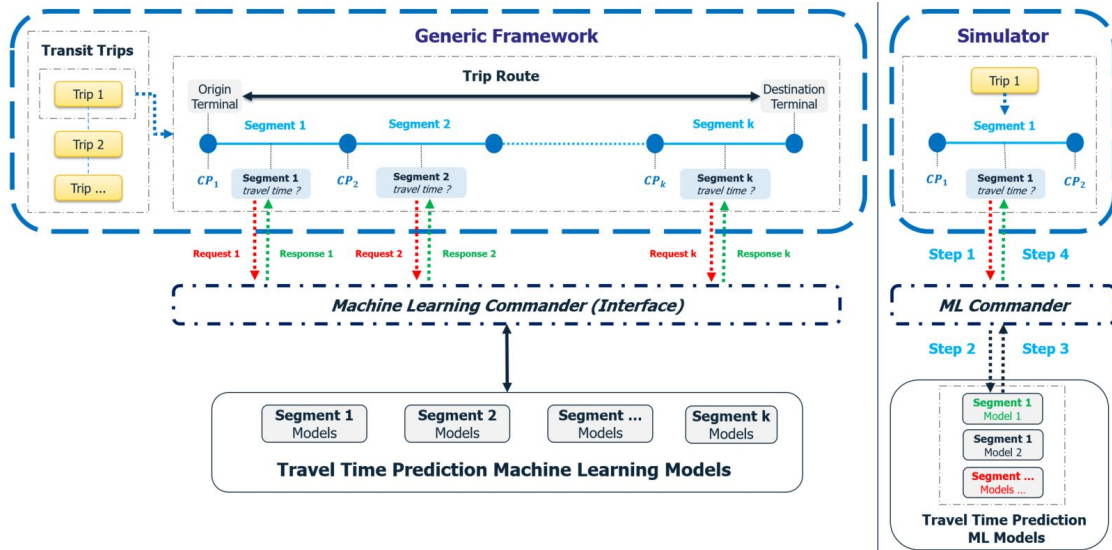 Generic Framework
Transit Trips
Trip 1
Trip 2
Trip ...
Trip Route
Origin
Terminal
Destination
Terminal
Segment 1
Segment 2
Segment k
CP1
Segment 1
travel time ?
CP2
Segment 2
travel time ?
CPk
Segment k
travel time ?
Request 1
Response 1
Request 2
Response 2
Request k
Response k
Machine Learning Commander (Interface)
Segment 1
Models
Segment 2
Models
Segment ...
Models
Segment k
Models
Travel Time Prediction Machine Learning Models
Simulator
Trip 1
Segment 1
CP1
Segment 1
travel time ?
CP2
Step 1
Step 4
ML Commander
Step 2
Step 3
Segment 1
Model 1
Segment 1
Model 2
Segment ...
Models ...
Travel Time Prediction
ML Models